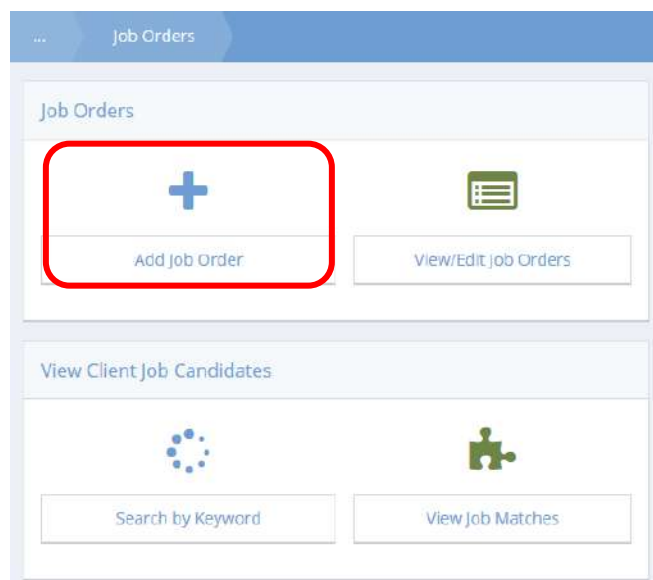 ... Job Orders
Job Orders
Add Job Order View/Edit Job Orders
View Client Job Candidates
Search by Keyword View Job Matches